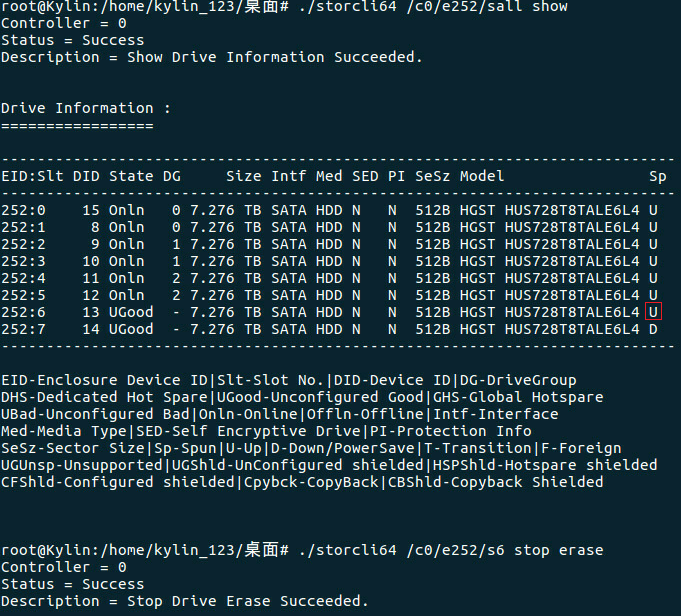 root@Kylin:/home/kylin_123/桌面# ./storcli64 /c0/e252/sall show
Controller = 0
Status = Success
Description = Show Drive Information Succeeded.
Drive Information :
=================
-----------------------------------------------------------------------------
EID:Slt DID State DG     Size Intf Med SED PI SeSz Model                Sp
-----------------------------------------------------------------------------
252:0    15 Onln   0 7.276 TB SATA HDD N   N  512B HGST HUS728T8TALE6L4 U
252:1     8 Onln   0 7.276 TB SATA HDD N   N  512B HGST HUS728T8TALE6L4 U
252:2     9 Onln   1 7.276 TB SATA HDD N   N  512B HGST HUS728T8TALE6L4 U
252:3    10 Onln   1 7.276 TB SATA HDD N   N  512B HGST HUS728T8TALE6L4 U
252:4    11 Onln   2 7.276 TB SATA HDD N   N  512B HGST HUS728T8TALE6L4 U
252:5    12 Onln   2 7.276 TB SATA HDD N   N  512B HGST HUS728T8TALE6L4 U
252:6    13 UGood  - 7.276 TB SATA HDD N   N  512B HGST HUS728T8TALE6L4 U
252:7    14 UGood  - 7.276 TB SATA HDD N   N  512B HGST HUS728T8TALE6L4 D
-----------------------------------------------------------------------------
EID-Enclosure Device ID|Slt-Slot No.|DID-Device ID|DG-DriveGroup
DHS-Dedicated Hot Spare|UGood-Unconfigured Good|GHS-Global Hotspare
UBad-Unconfigured Bad|Onln-Online|Offln-Offline|Intf-Interface
Med-Media Type|SED-Self Encryptive Drive|PI-Protection Info
SeSz-Sector Size|Sp-Spun|U-Up|D-Down/PowerSave|T-Transition|F-Foreign
UGUnsp-Unsupported|UGShld-UnConfigured shielded|HSPShld-Hotspare shielded
CFShld-Configured shielded|Cpybck-CopyBack|CBShld-Copyback Shielded
root@Kylin:/home/kylin_123/桌面# ./storcli64 /c0/e252/s6 stop erase
Controller = 0
Status = Success
Description = Stop Drive Erase Succeeded.